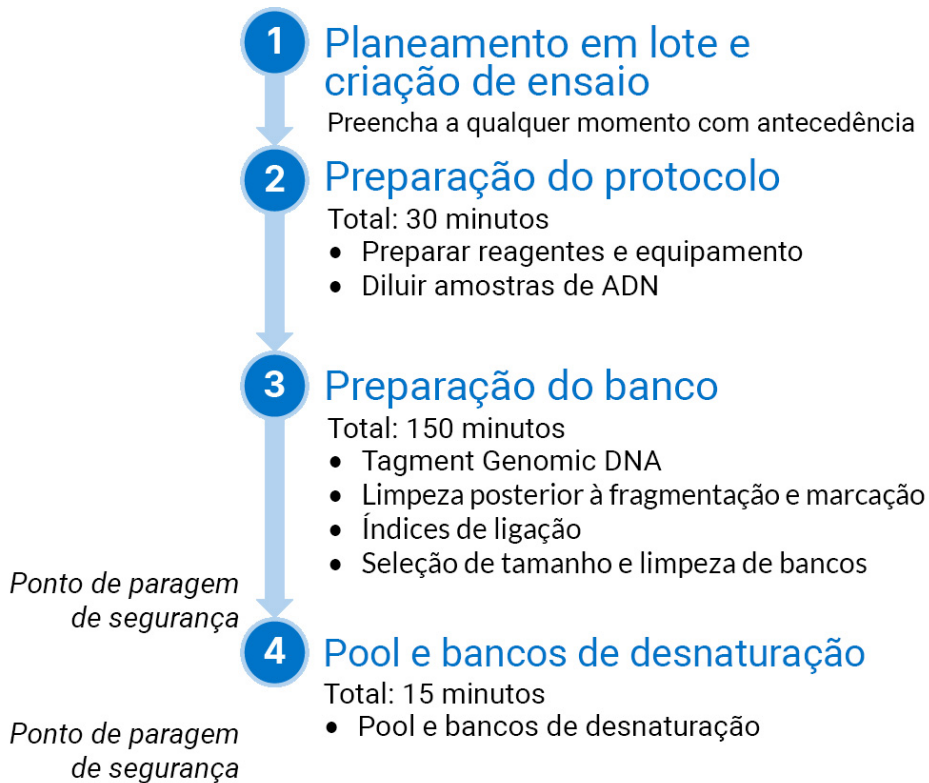 1
Planeamento em lote e
criação de ensaio
Preencha a qualquer momento com antecedência
2
Preparação do protocolo
Total: 30 minutos
• Preparar reagentes e equipamento
• Diluir amostras de ADN
3
Preparação do banco
Total: 150 minutos
• Tagment Genomic DNA
• Limpeza posterior à fragmentação e marcação
• Índices de ligação
• Seleção de tamanho e limpeza de bancos
Ponto de paragem
de segurança
4
Pool e bancos de desnaturação
Total: 15 minutos
• Pool e bancos de desnaturação
Ponto de paragem
de segurança